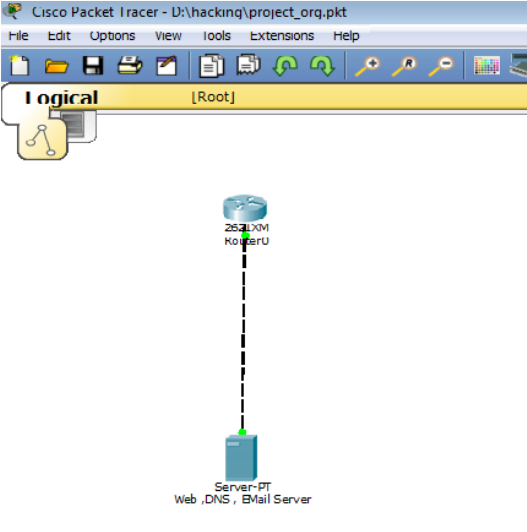 Cisco Packet Tracer - D:\hacking\project_org.pkt
File Edit Options View Tools Extensions Help
Logical [Root]
2621XM
Router0
Server-PT
Web ,DNS , EMail Server